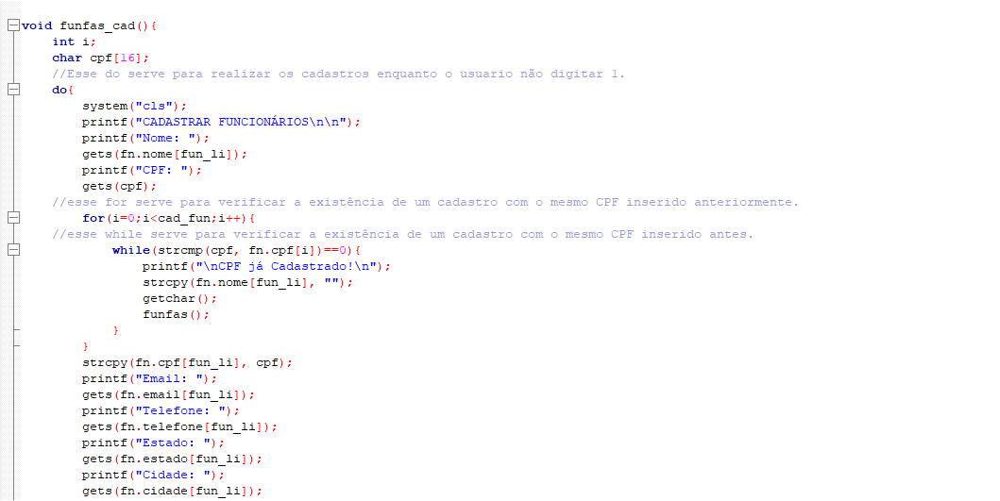 void funfas_cad(){
int i;
char cpf[16];
//Esse do serve para realizar os cadastros enquanto o usuario não digitar 1.
do{
system("cls");
printf("CADASTRAR FUNCIONÁRIOS\n\n");
printf("Nome: ");
gets(fn.nome[fun_li]);
printf("CPF: ");
gets(cpf);
//esse for serve para verificar a existência de um cadastro com o mesmo CPF inserido anteriormente.
for(i=0;i<cad_fun;i++){
//esse while serve para verificar a existência de um cadastro com o mesmo CPF inserido antes.
while(strcmp(cpf, fn.cpf[i])==0){
printf("\nCPF já Cadastrado!\n");
strcpy(fn.nome[fun_li], "");
getchar();
funfas();
}
}
strcpy(fn.cpf[fun_li], cpf);
printf("Email: ");
gets(fn.email[fun_li]);
printf("Telefone: ");
gets(fn.telefone[fun_li]);
printf("Estado: ");
gets(fn.estado[fun_li]);
printf("Cidade: ");
gets(fn.cidade[fun_li]);